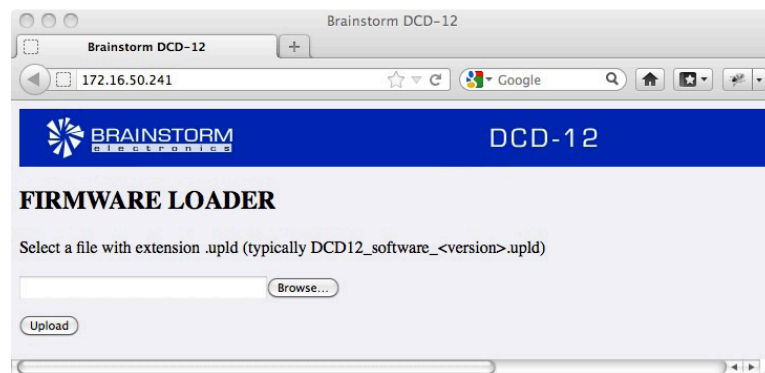 Brainstorm DCD-12
Brainstorm DCD-12
172.16.50.241
Google
BRAINSTORM
electronics
DCD-12
FIRMWARE LOADER
Select a file with extension .upld (typically DCD12_software_<version>.upld)
Browse...
Upload